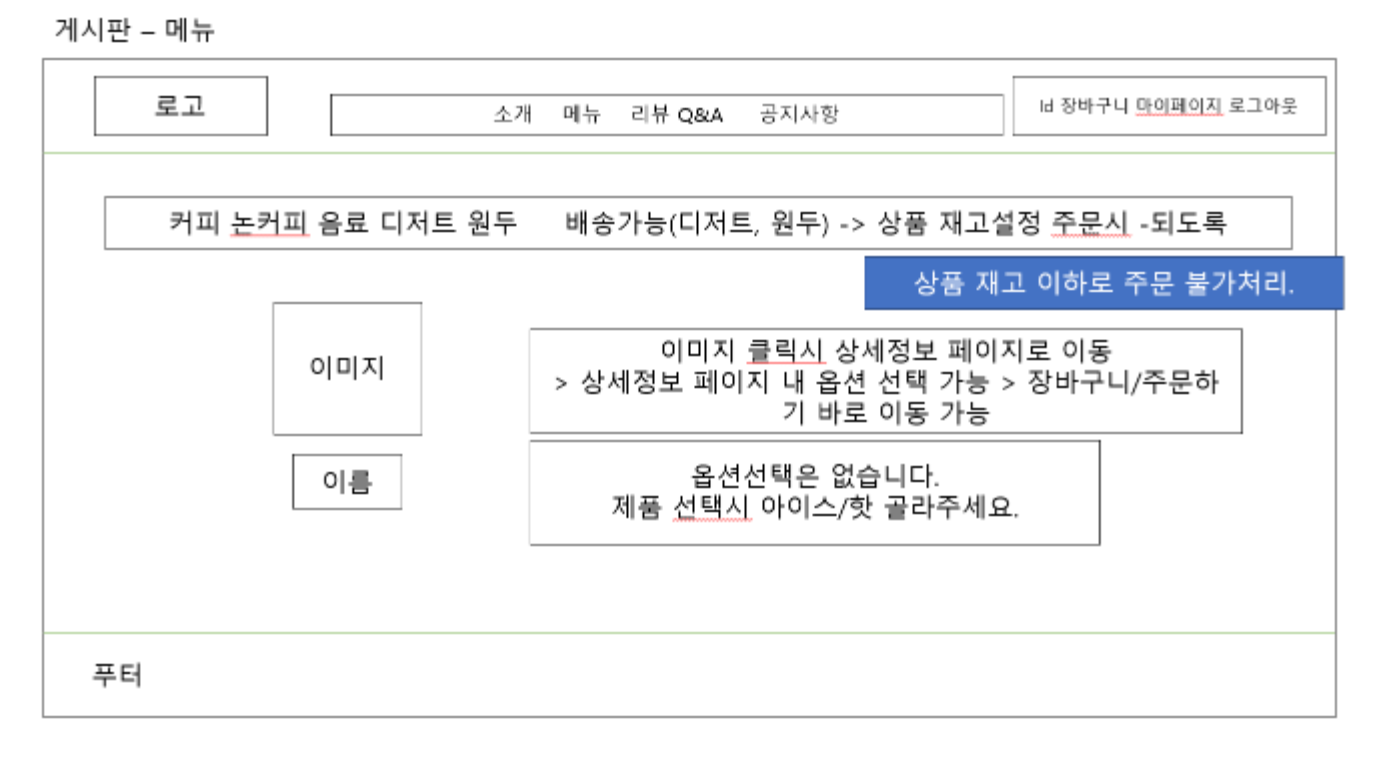 게시판 – 메뉴
로고
소개 메뉴 리뷰 Q&A 공지사항
Id 장바구니 마이페이지 로그아웃
커피 논커피 음료 디저트 원두 배송가능(디저트, 원두) -> 상품 재고설정 주문시 -되도록
상품 재고 이하로 주문 불가처리.
이미지
이미지 클릭시 상세정보 페이지로 이동
> 상세정보 페이지 내 옵션 선택 가능 > 장바구니/주문하
기 바로 이동 가능
이름
옵션선택은 없습니다.
제품 선택시 아이스/핫 골라주세요.
푸터